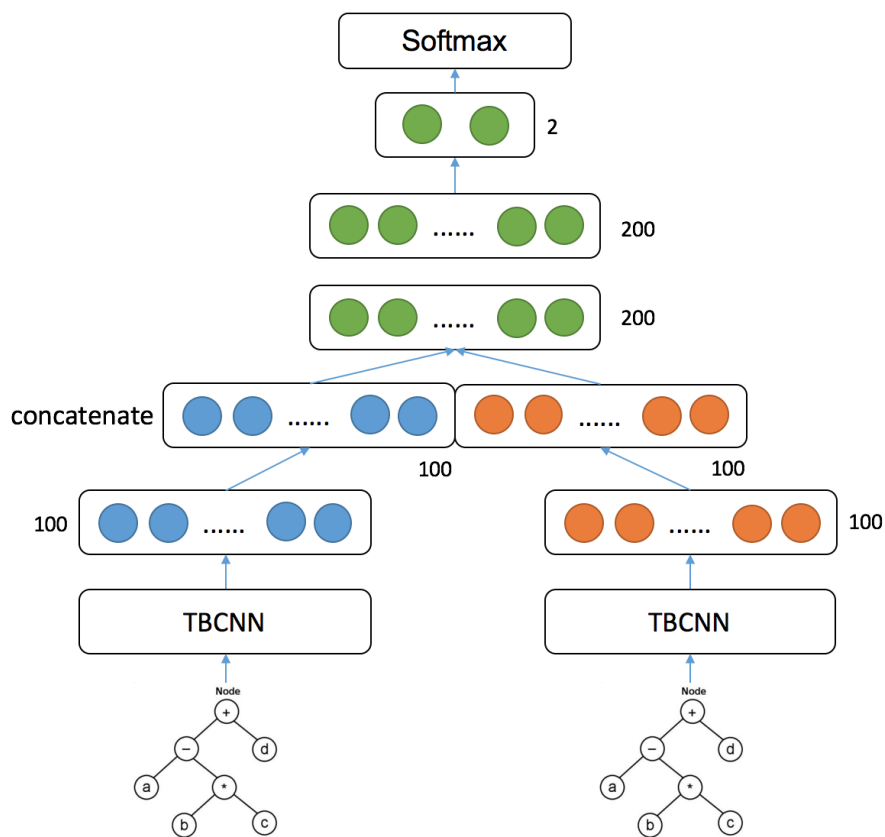 Softmax
2
...... 200
...... 200
concatenate ...... ......
100 100
100 ...... ...... 100
TBCNN TBCNN
Node Node
+ +
− d − d
a * a *
b c b c